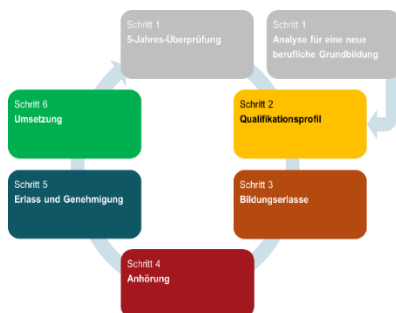 Schritt 1
5-Jahres-Überprüfung
Schritt 1
Analyse für eine neue
berufliche Grundbildung
Schritt 2
Qualifikationsprofil
Schritt 3
Bildungserlasse
Schritt 4
Anhörung
Schritt 5
Erlass und Genehmigung
Schritt 6
Umsetzung